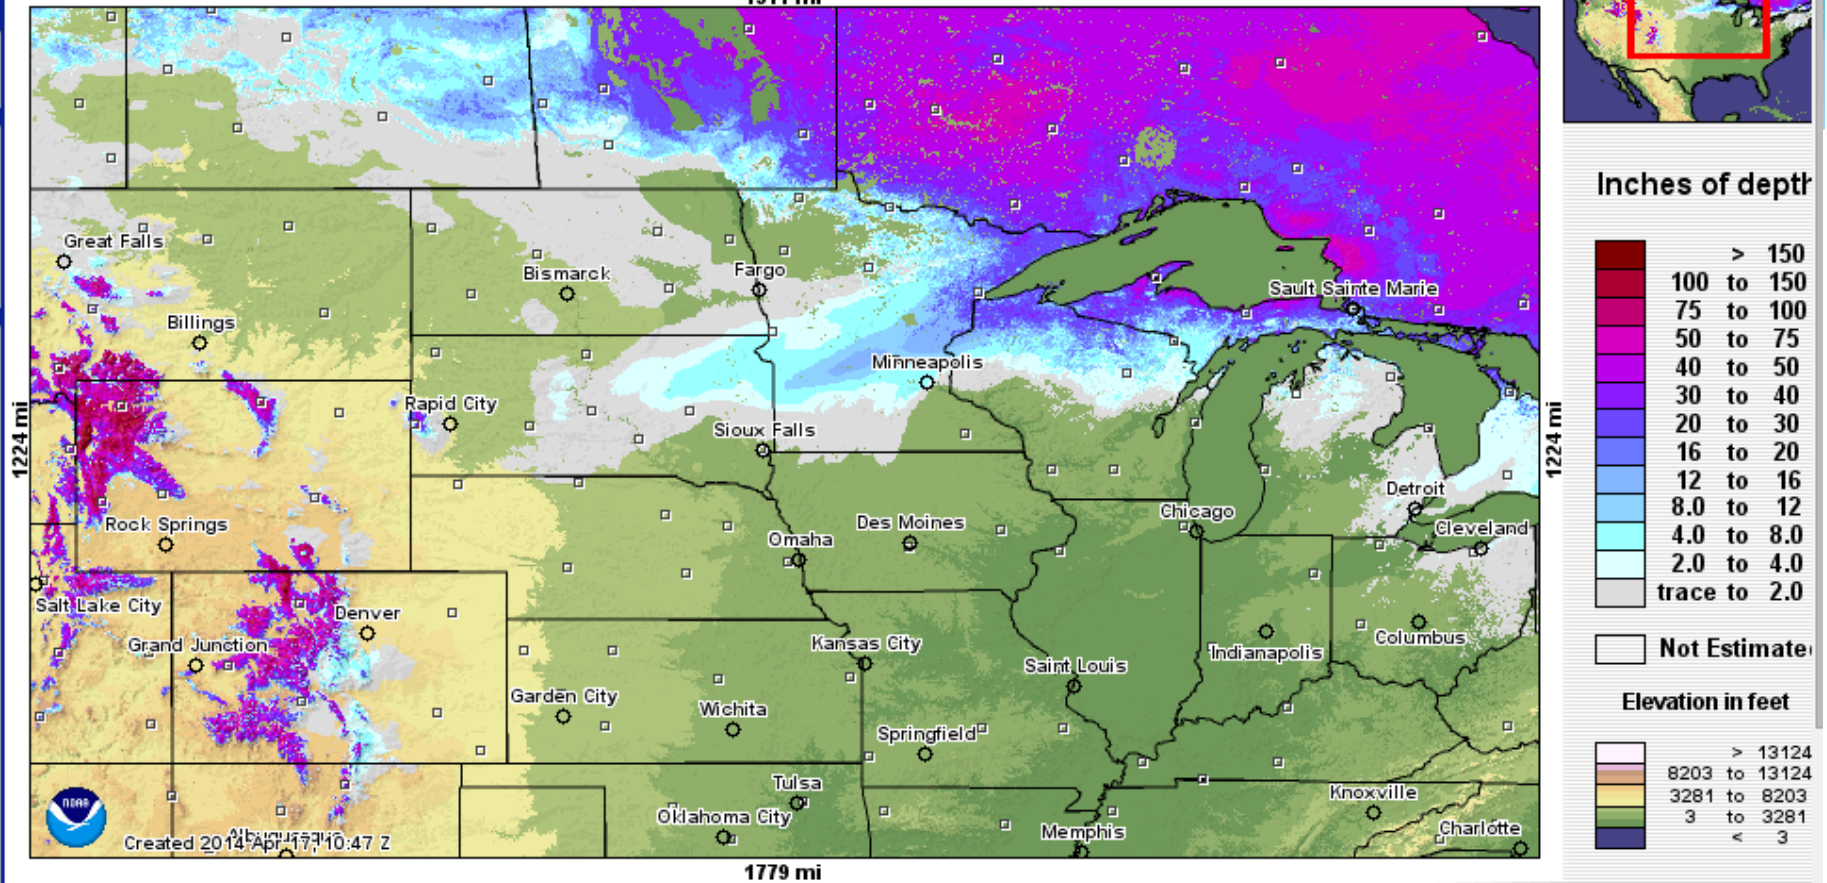 Great Falls
Bismarck
Fargo
Sault Sainte Marie
Billings
Minneapolis
Rapid City
Sioux Falls
1224 mi
1224 mi
Rock Springs
Des Moines
Omaha
Chicago
Detroit
Cleveland
Salt Lake City
Denver
Grand Junction
Kansas City
Saint Louis
Indianapolis
Columbus
Garden City
Wichita
Springfield
Tulsa
Oklahoma City
Memphis
Knoxville
Charlotte
NOAA
Albuquerque
Created 2014 Apr 17, 10:47 Z
1779 mi
Inches of depth
> 150
100 to 150
75 to 100
50 to 75
40 to 50
30 to 40
20 to 30
16 to 20
12 to 16
8.0 to 12
4.0 to 8.0
2.0 to 4.0
trace to 2.0
Not Estimate
Elevation in feet
> 13124
8203 to 13124
3281 to 8203
3 to 3281
< 3